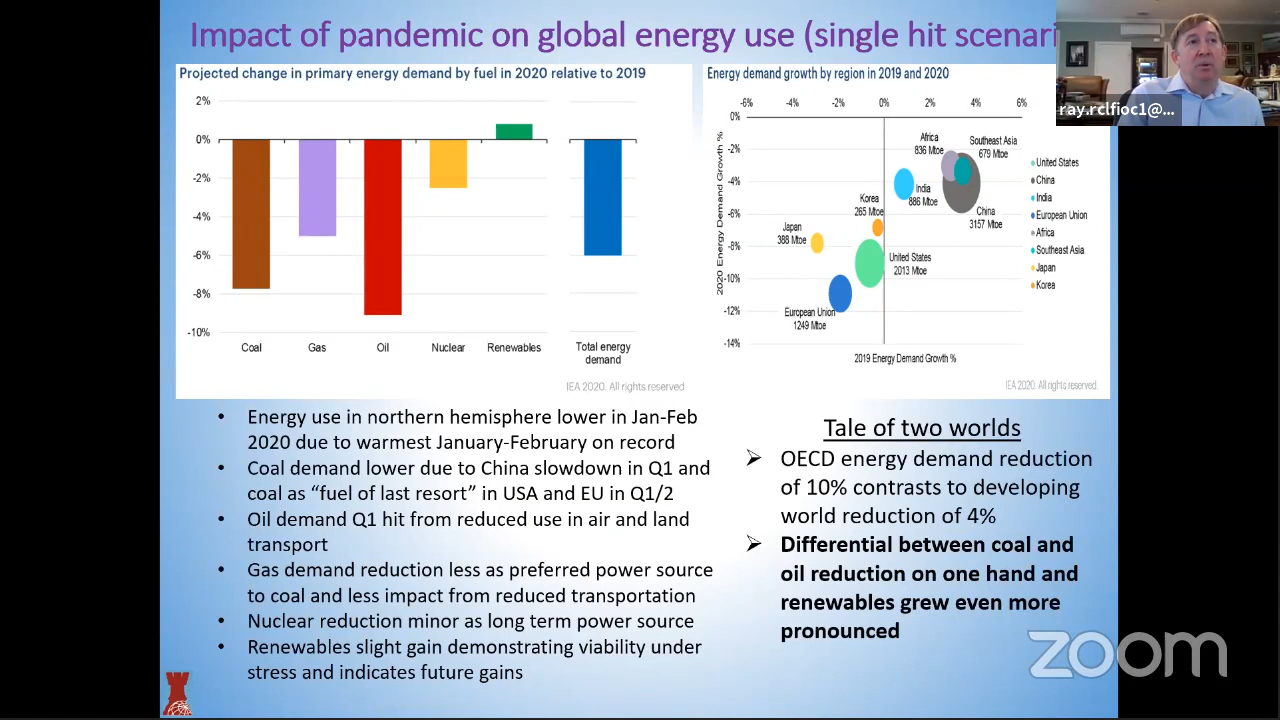 Impact of pandemic on global energy use (single hit scenari
ray.rclfioc1@...
Projected change in primary energy demand by fuel in 2020 relative to 2019
2%
0%
-2%
-4%
-6%
-8%
-10%
Coal
Gas
Oil
Nuclear
Renewables
Total energy
demand
IEA 2020. All rights reserved.
Energy demand growth by region in 2019 and 2020
-6%
-4%
-2%
0%
2%
4%
6%
0%
-2%
-4%
-6%
-8%
-10%
-12%
-14%
2020 Energy Demand Growth %
Africa
836 Mtoe
Southeast Asia
679 Mtoe
India
886 Mtoe
China
3157 Mtoe
Korea
265 Mtoe
Japan
388 Mtoe
United States
2013 Mtoe
European Union
1249 Mtoe
2019 Energy Demand Growth %
United States
China
India
European Union
Africa
Southeast Asia
Japan
Korea
IEA 2020. All rights reserved.
• Energy use in northern hemisphere lower in Jan-Feb
2020 due to warmest January-February on record
• Coal demand lower due to China slowdown in Q1 and
coal as “fuel of last resort” in USA and EU in Q1/2
• Oil demand Q1 hit from reduced use in air and land
transport
• Gas demand reduction less as preferred power source
to coal and less impact from reduced transportation
• Nuclear reduction minor as long term power source
• Renewables slight gain demonstrating viability under
stress and indicates future gains
Tale of two worlds
➢ OECD energy demand reduction
of 10% contrasts to developing
world reduction of 4%
➢ Differential between coal and
oil reduction on one hand and
renewables grew even more
pronounced
zoom